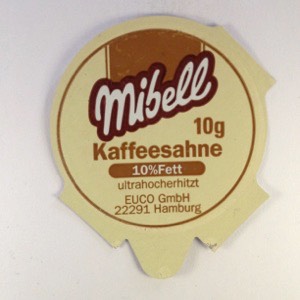 mibell
10g
Kaffeesahne
10%Fett
ultrahocherhitzt
EUCO GmbH
22291 Hamburg